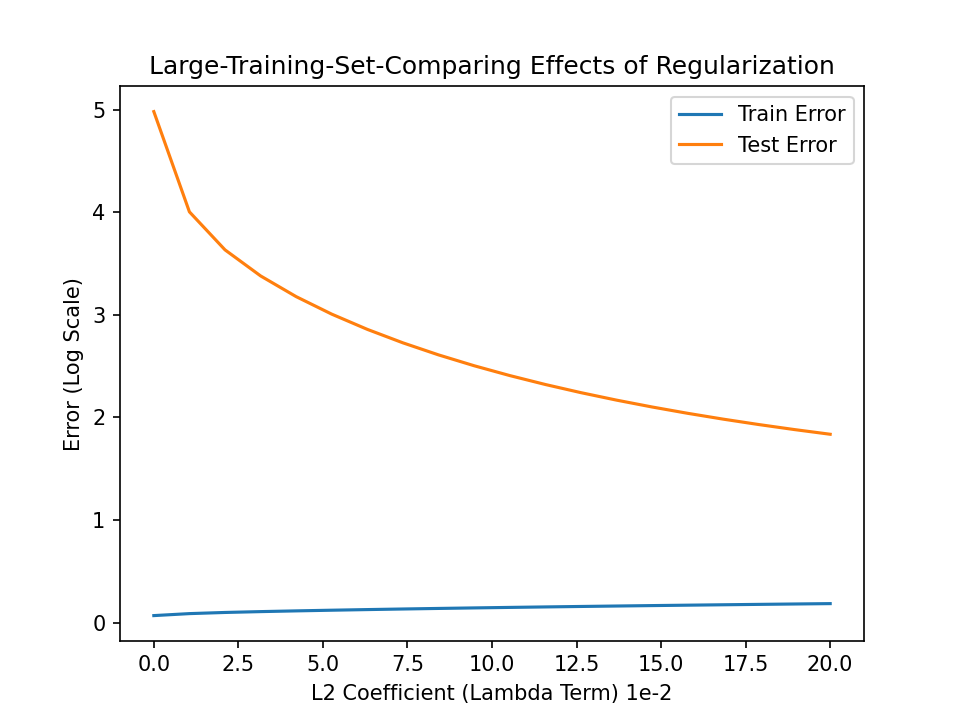 Large-Training-Set-Comparing Effects of Regularization
Train Error
Test Error
Error (Log Scale)
5
4
3
2
1
0
0.0 2.5 5.0 7.5 10.0 12.5 15.0 17.5 20.0
L2 Coefficient (Lambda Term) 1e-2